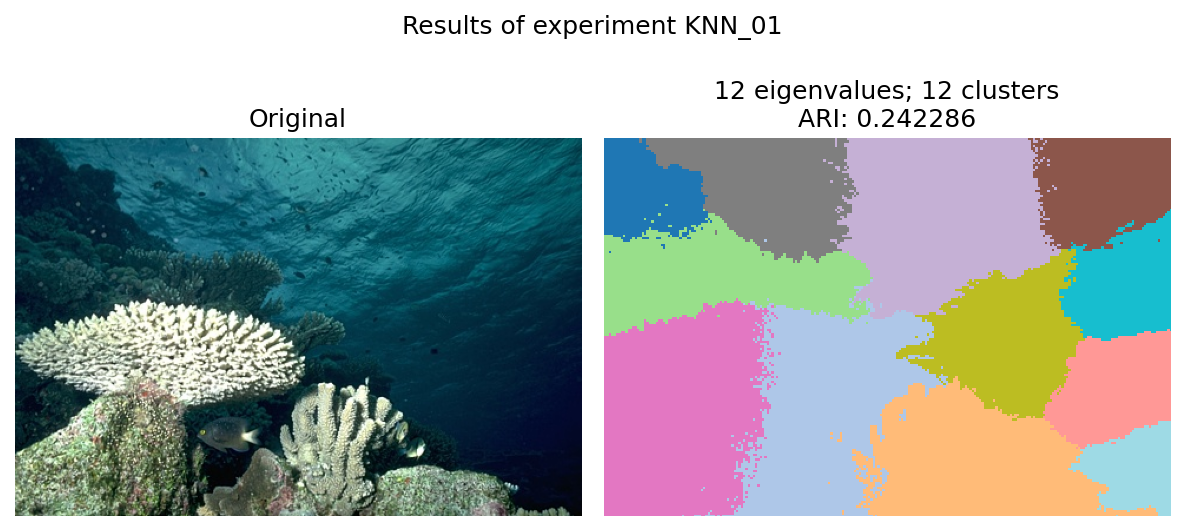 Results of experiment KNN_01
Original
12 eigenvalues; 12 clusters
ARI: 0.242286